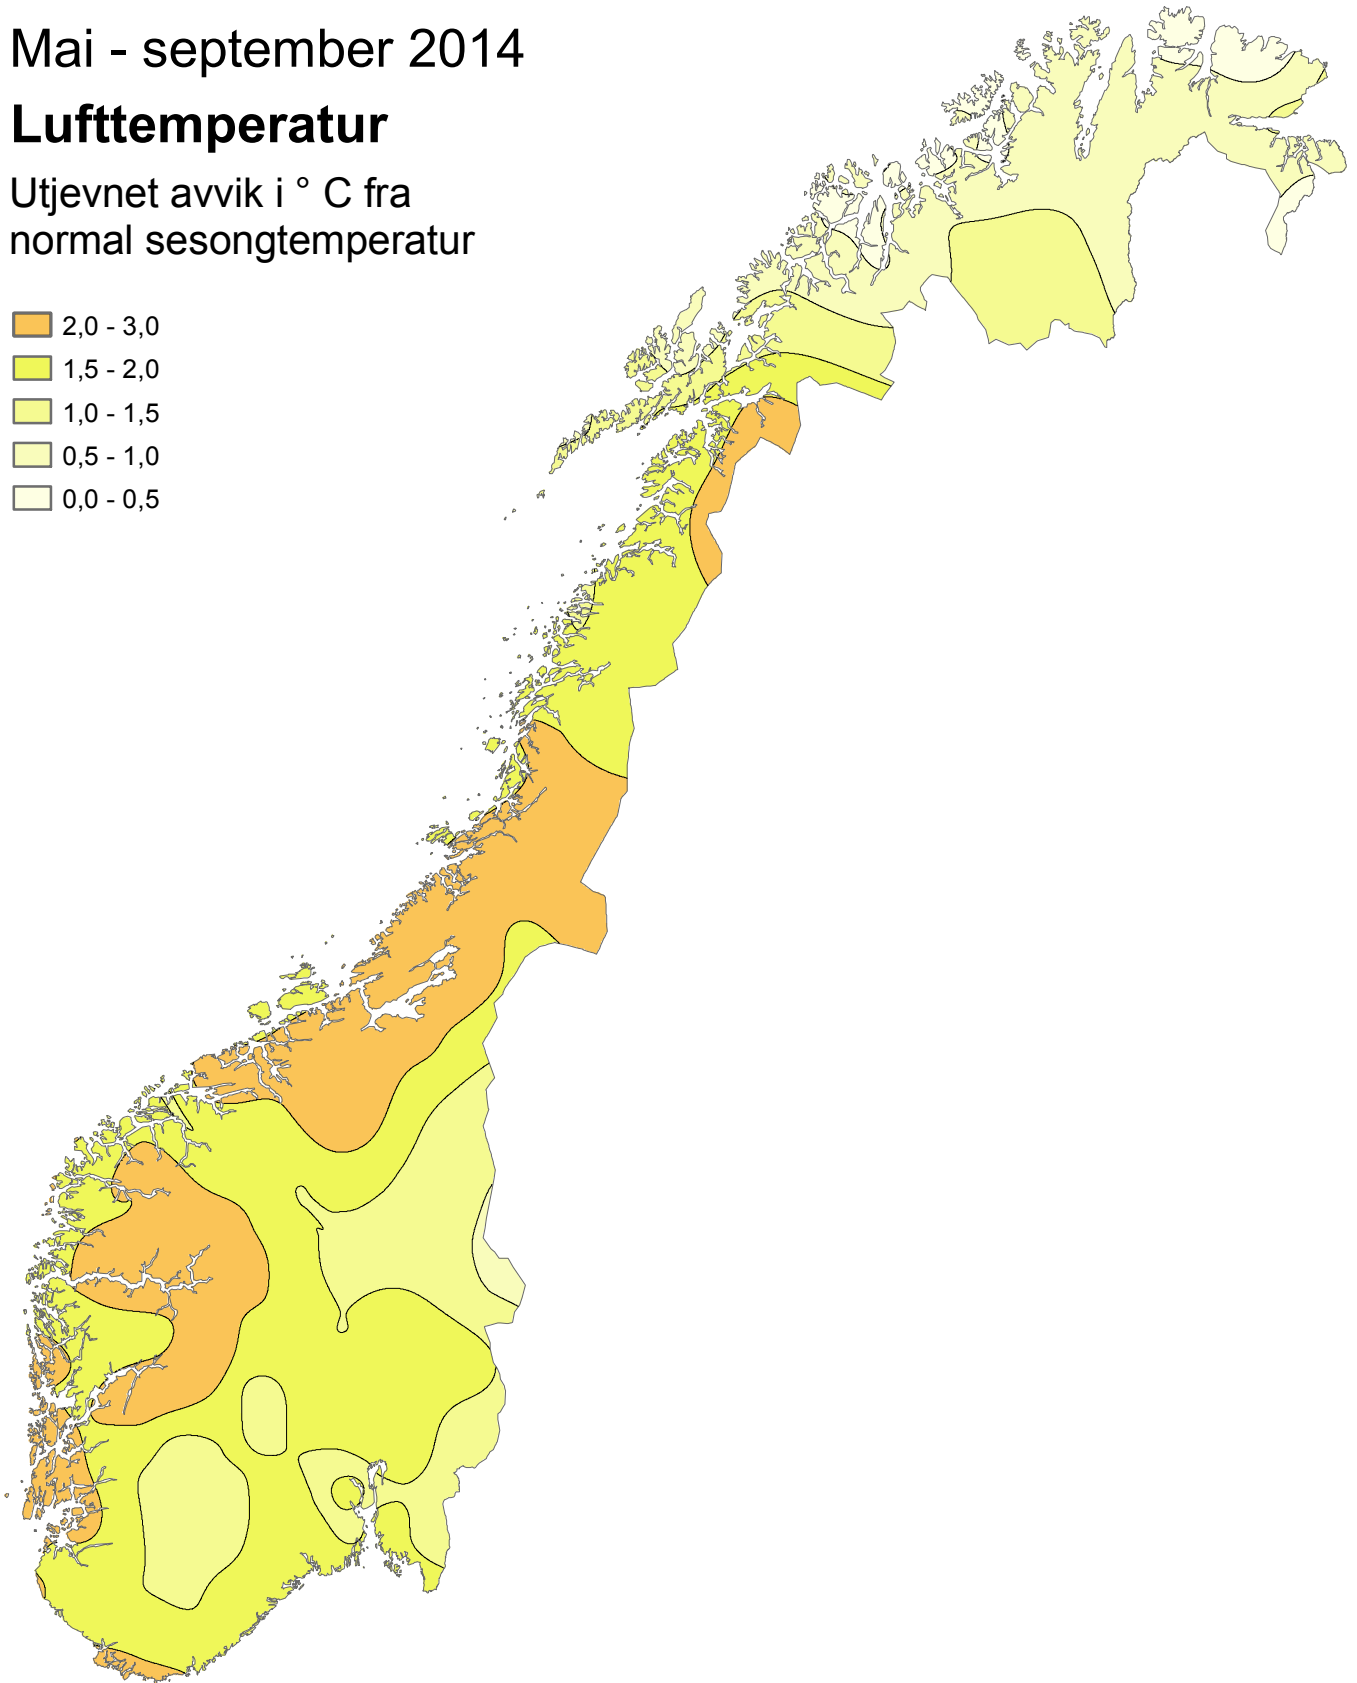 Mai - september 2014
Lufttemperatur
Utjevnet avvik i ° C fra
normal sesongtemperatur
2,0 - 3,0
1,5 - 2,0
1,0 - 1,5
0,5 - 1,0
0,0 - 0,5